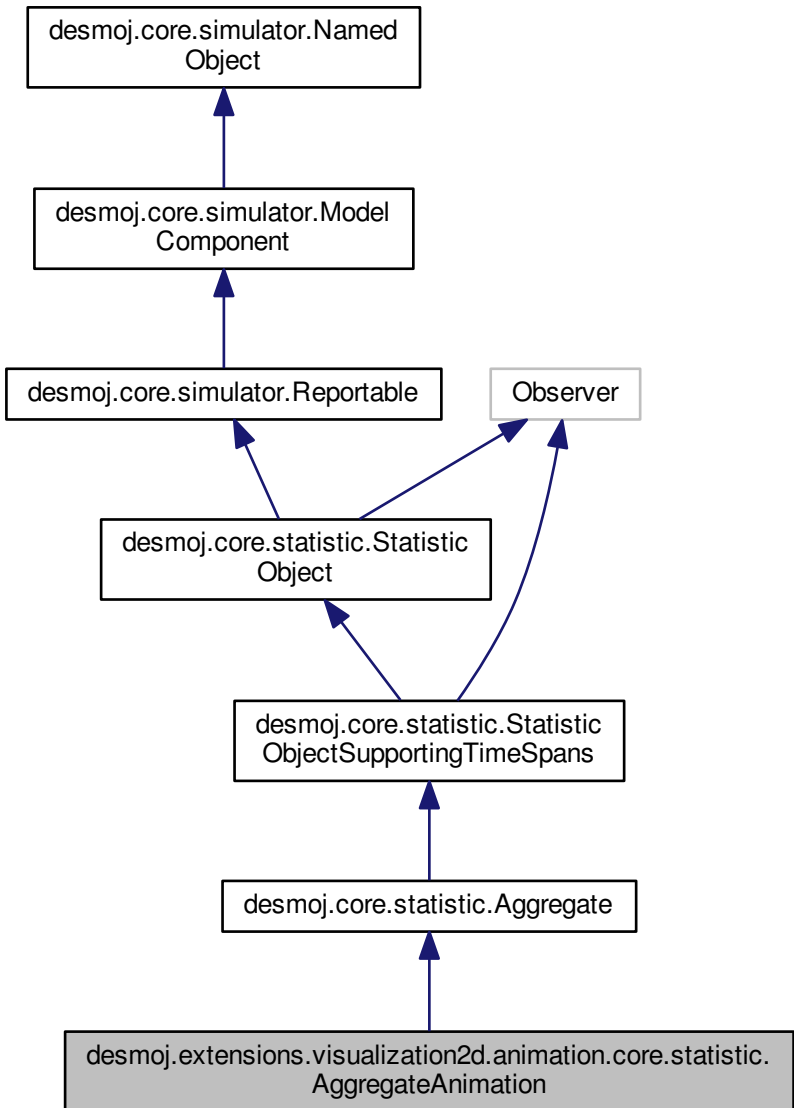 desmoj.core.simulator.Named
Object
desmoj.core.simulator.Model
Component
desmoj.core.simulator.Reportable
Observer
desmoj.core.statistic.Statistic
Object
desmoj.core.statistic.Statistic
ObjectSupportingTimeSpans
desmoj.core.statistic.Aggregate
desmoj.extensions.visualization2d.animation.core.statistic.
AggregateAnimation